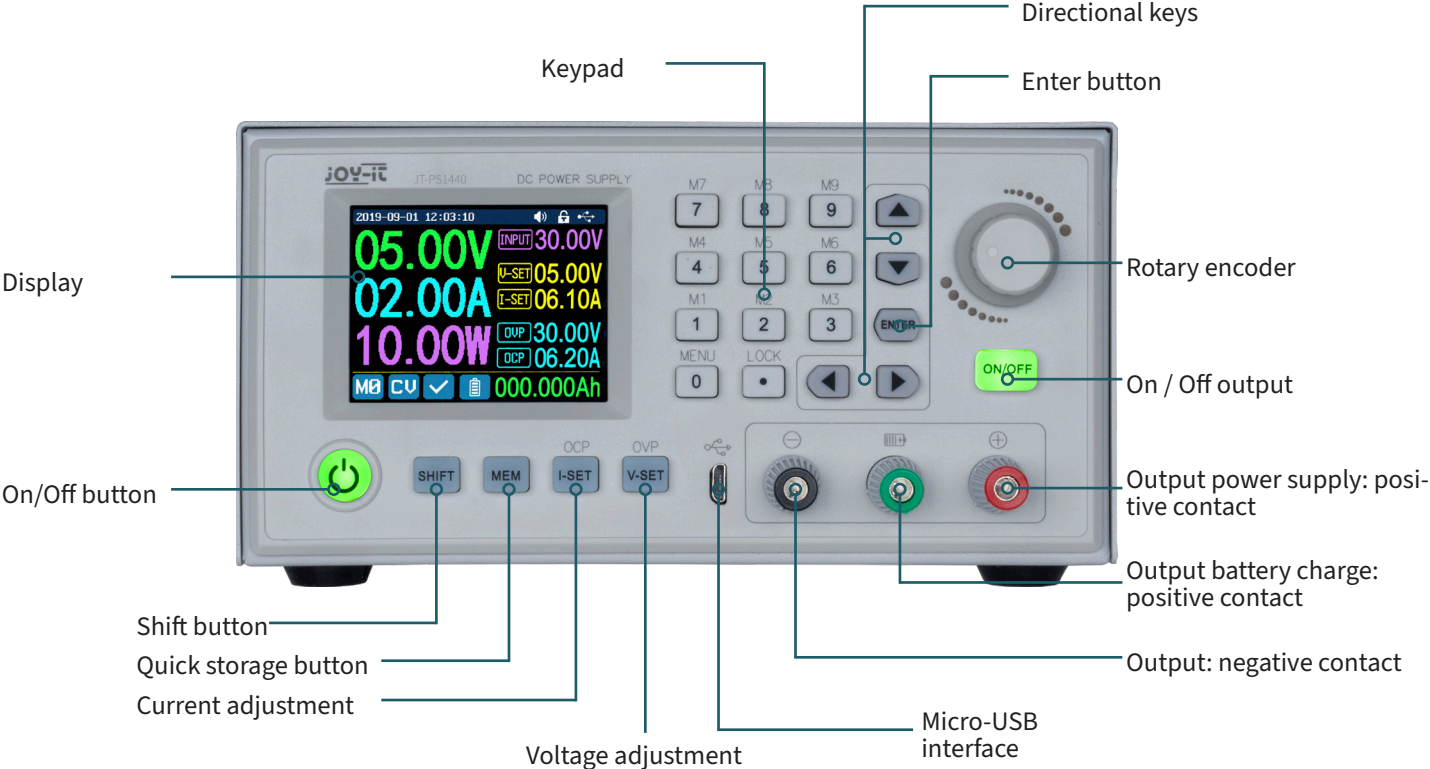 Directional keys
Keypad
Enter button
JOY-iT
JT-PS1440
DC POWER SUPPLY
M7
M8
M9
7
8
9
2019-09-01 12:03:10
05.00V
INPUT 30.00V
V-SET 05.00V
02.00A
I-SET 06.10A
10.00W
OVP 30.00V
OCP 06.20A
M0 CV 000.000Ah
M4
M5
M6
4
5
6
M1
M2
M3
1
2
3
ENTER
MENU
LOCK
0
•
ON/OFF
Display
Rotary encoder
On / Off output
OCP
OVP
SHIFT
MEM
I-SET
V-SET
On/Off button
Output power supply: posi-
tive contact
Output battery charge:
positive contact
Shift button
Quick storage button
Output: negative contact
Current adjustment
Micro-USB
interface
Voltage adjustment